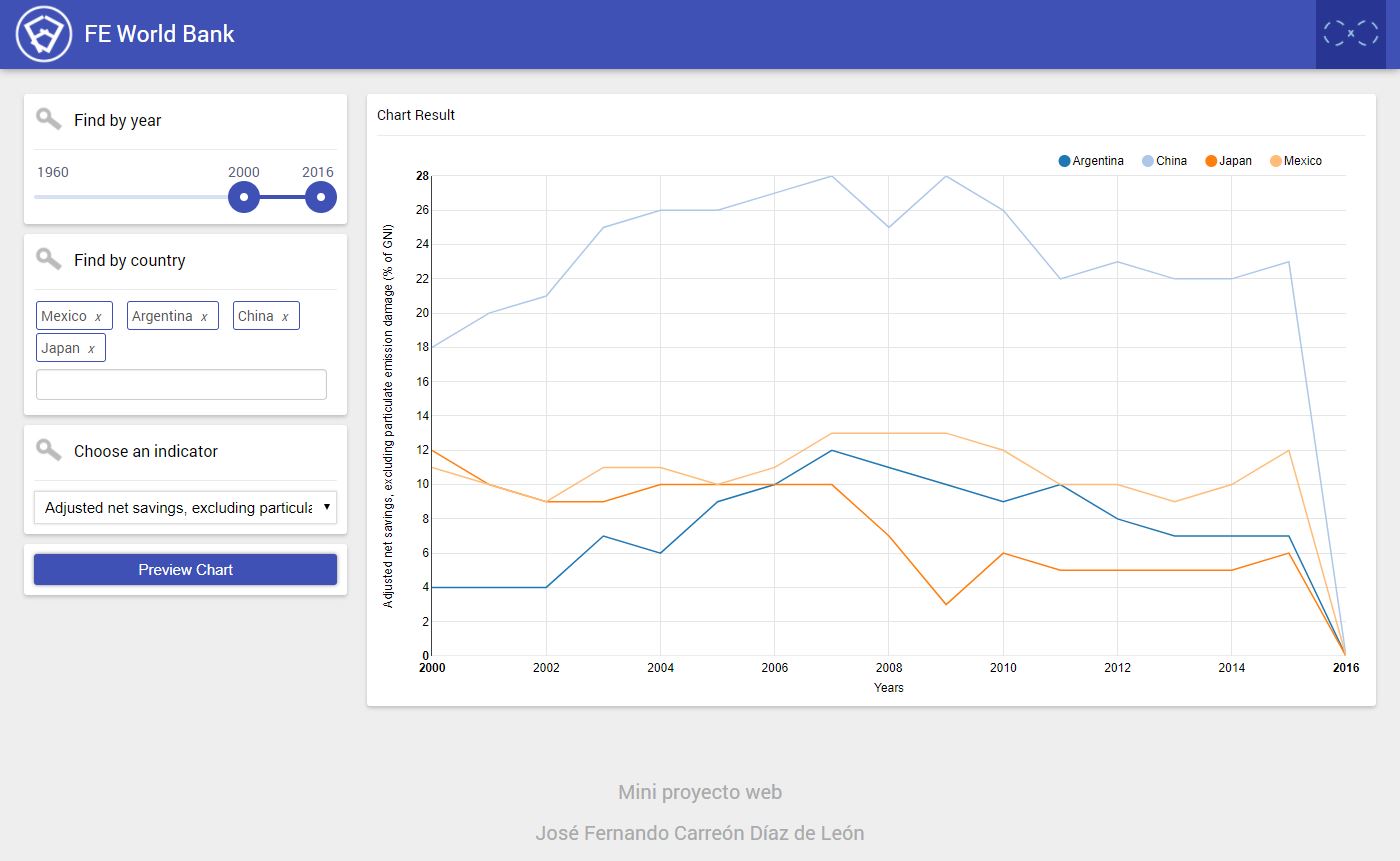 FE World Bank
x
Find by year
1960 2000 2016
Find by country
Mexico x Argentina x China x
Japan x
Choose an indicator
Adjusted net savings, excluding particula
Preview Chart
Chart Result
Argentina China Japan Mexico
Adjusted net savings, excluding particulate emission damage (% of GNI)
28
26
24
22
20
18
16
14
12
10
8
6
4
2
0
2000 2002 2004 2006 2008 2010 2012 2014 2016
Years
Mini proyecto web
José Fernando Carreón Díaz de León